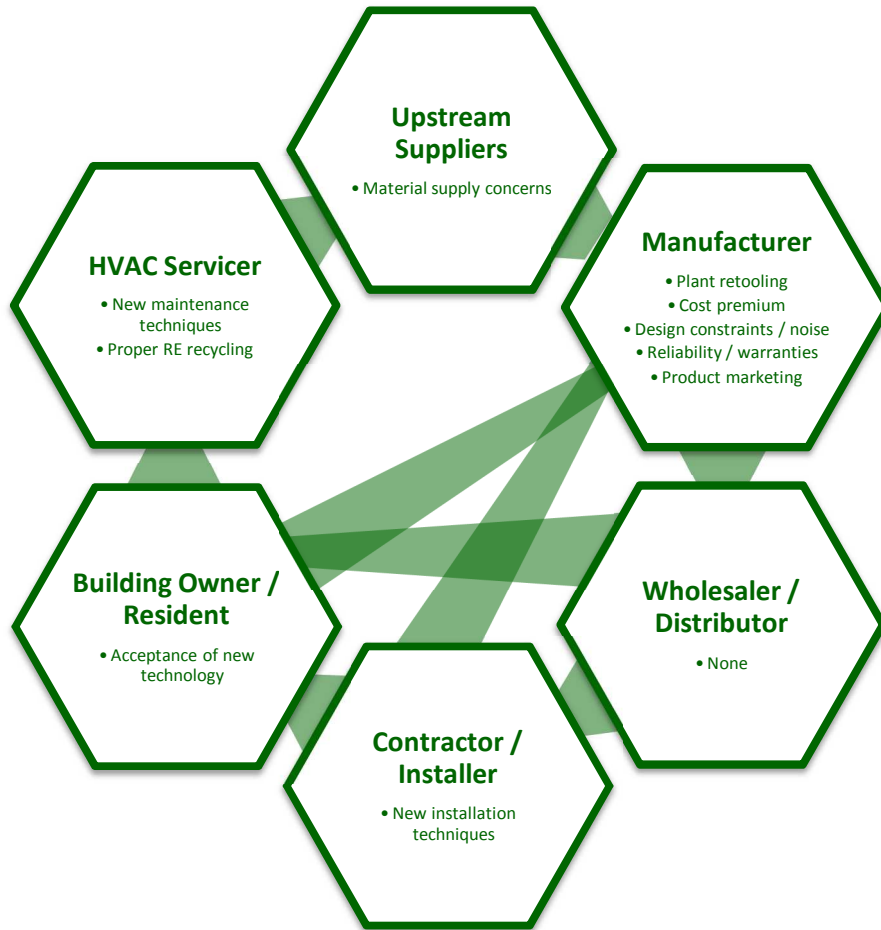 Upstream
Suppliers
• Material supply concerns
Manufacturer
• Plant retooling
• Cost premium
• Design constraints / noise
• Reliability / warranties
• Product marketing
Wholesaler /
Distributor
• None
Contractor /
Installer
• New installation
techniques
Building Owner /
Resident
• Acceptance of new
technology
HVAC Servicer
• New maintenance
techniques
• Proper RE recycling